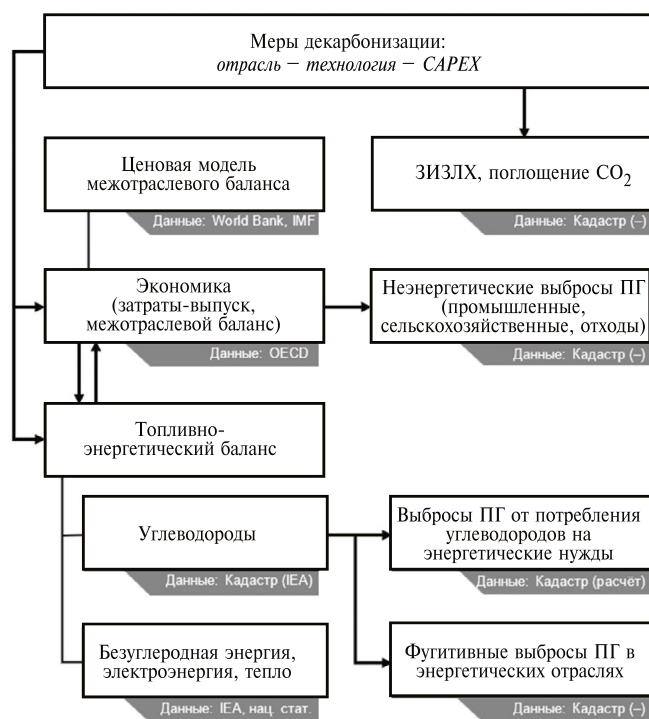 Меры декарбонизации:
отрасль – технология – CAPEX
Ценовая модель
межотраслевого баланса
Данные: World Bank, IMF
ЗИЗЛХ, поглощение CO2
Данные: Кадастр (–)
Экономика
(затраты-выпуск,
межотраслевой баланс)
Данные: OECD
Неэнергетические выбросы ПГ
(промышленные,
сельскохозяйственные, отходы)
Данные: Кадастр (–)
Топливно-
энергетический баланс
Углеводороды
Данные: Кадастр (IEA)
Выбросы ПГ от потребления
углеводородов на
энергетические нужды
Данные: Кадастр (расчёт)
Безуглеродная энергия,
электроэнергия, тепло
Данные: IEA, нац. стат.
Фугитивные выбросы ПГ в
энергетических отраслях
Данные: Кадастр (–)